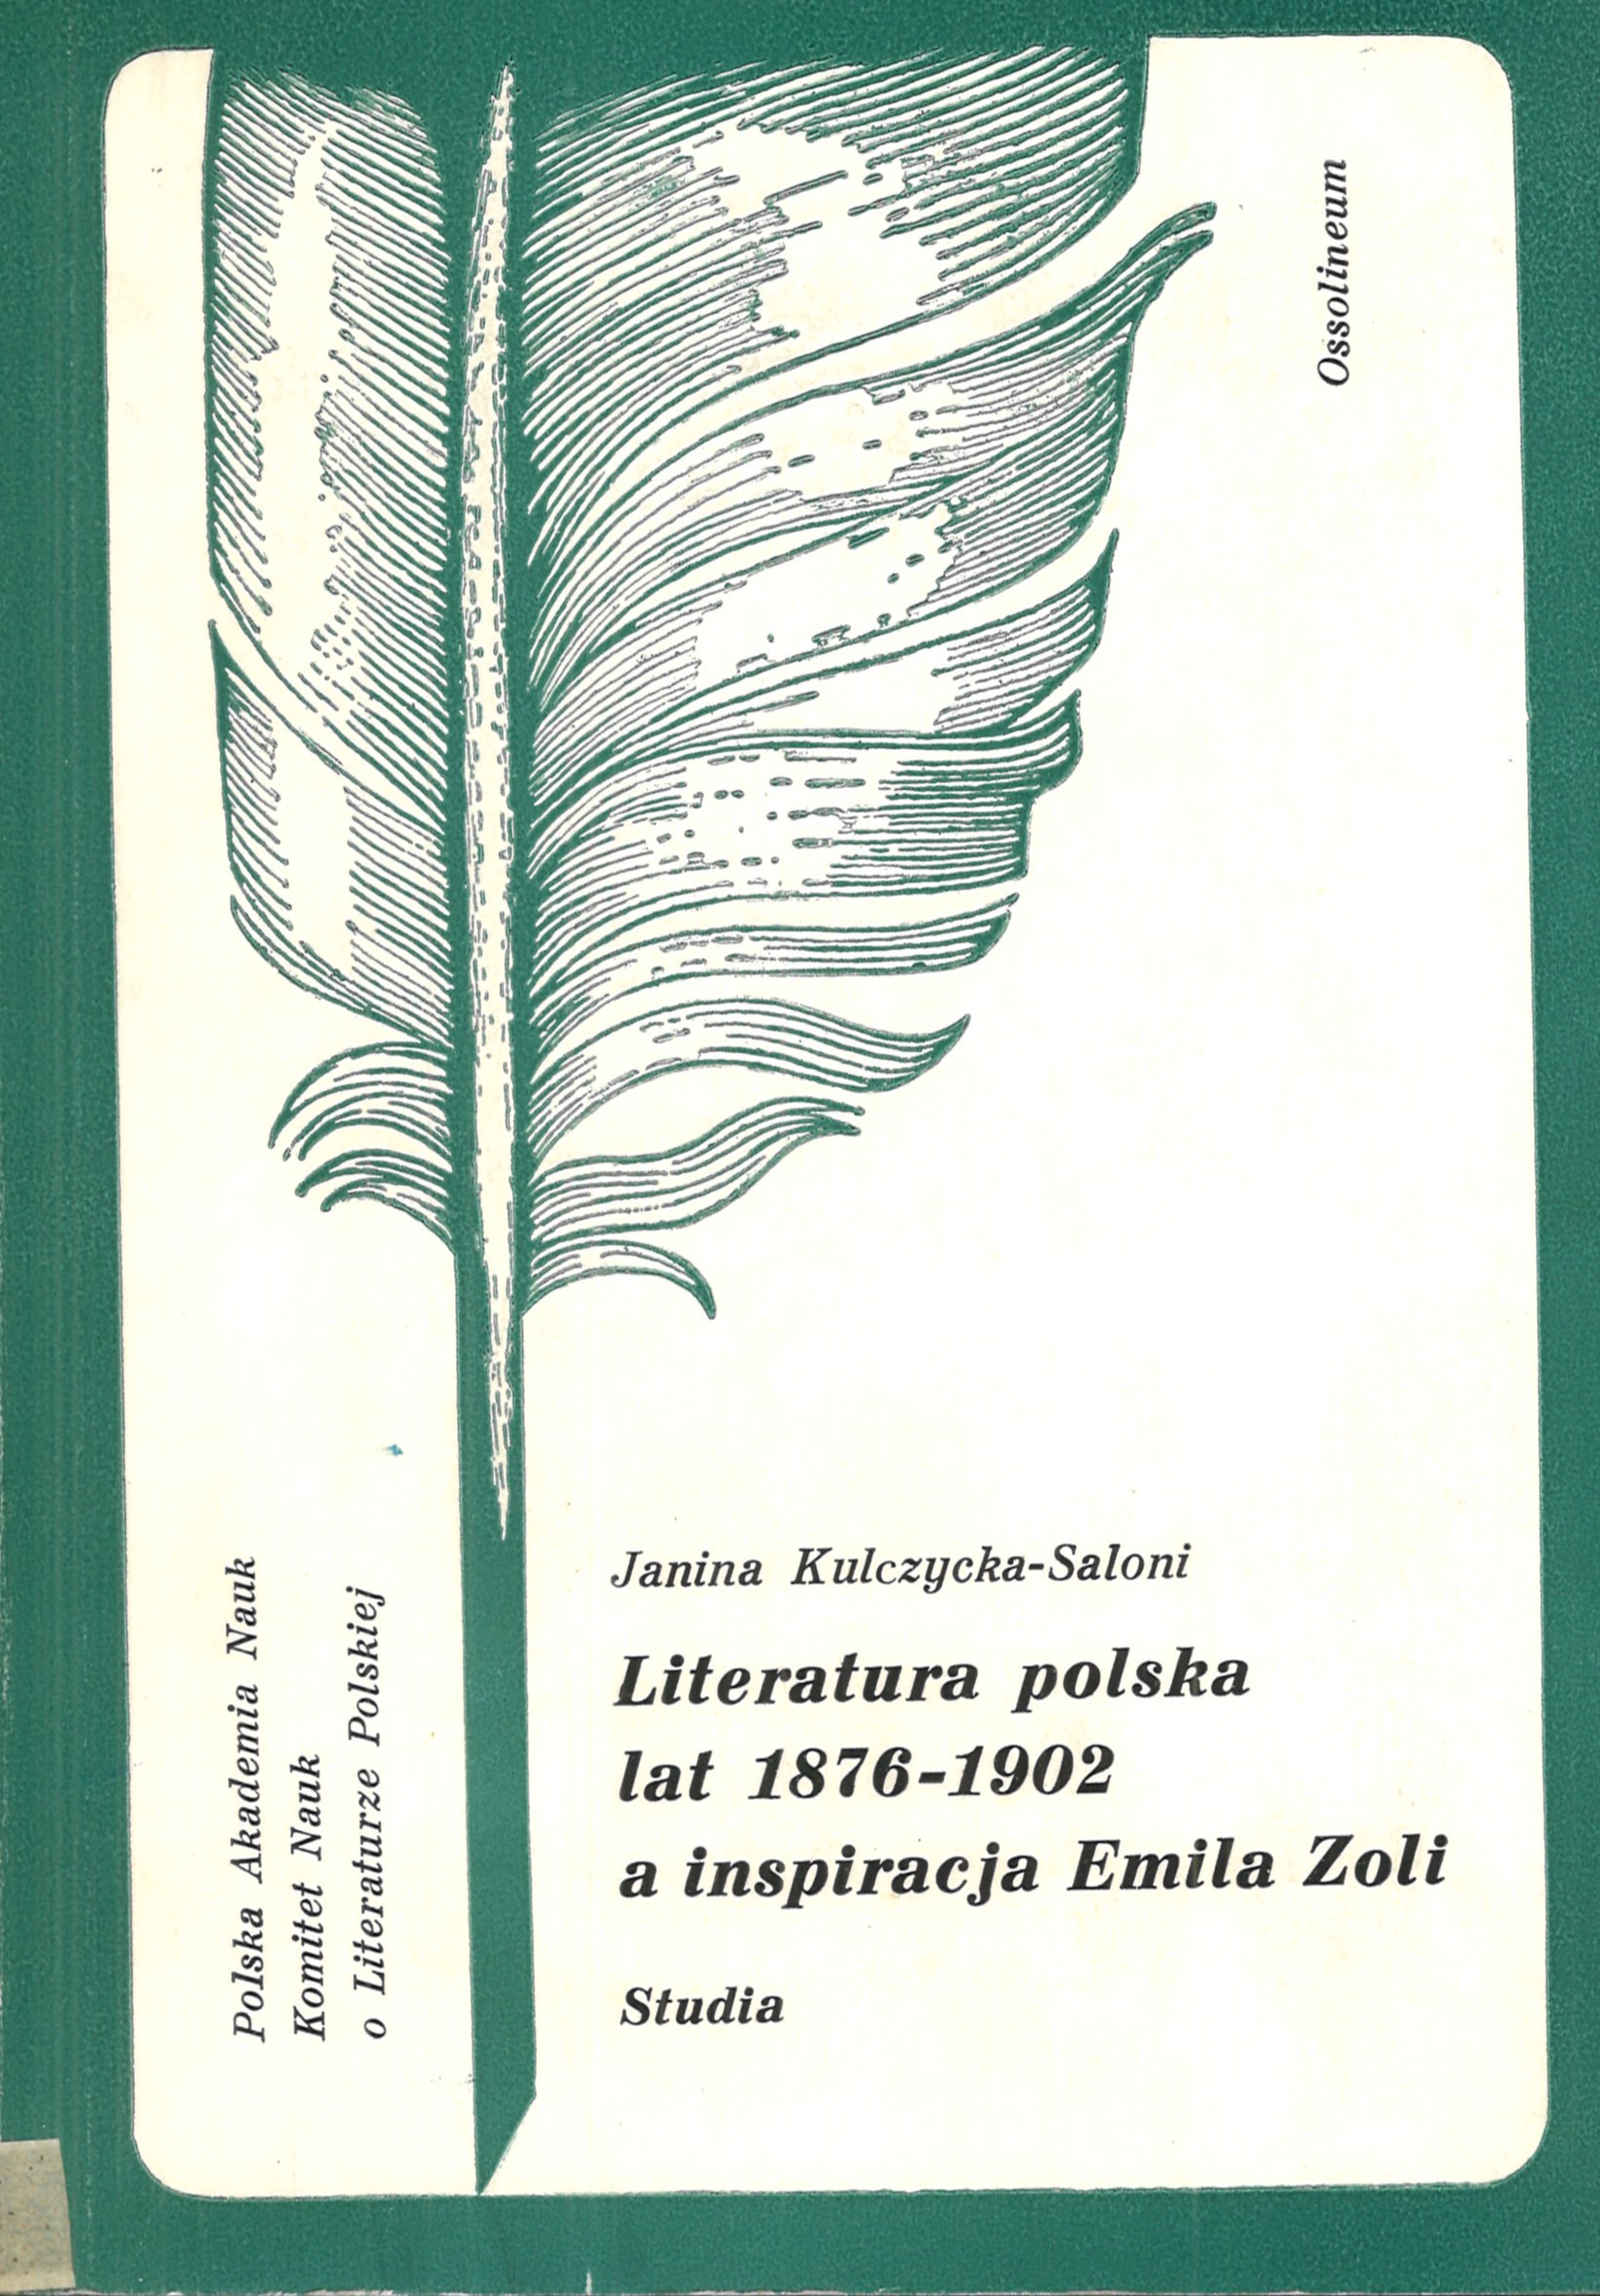 Ossolineum
Polska Akademia Nauk
Komitet Nauk
o Literaturze Polskiej
Janina Kulczycka-Saloni
Literatura polska
lat 1876-1902
a inspiracja Emila Zoli
Studia